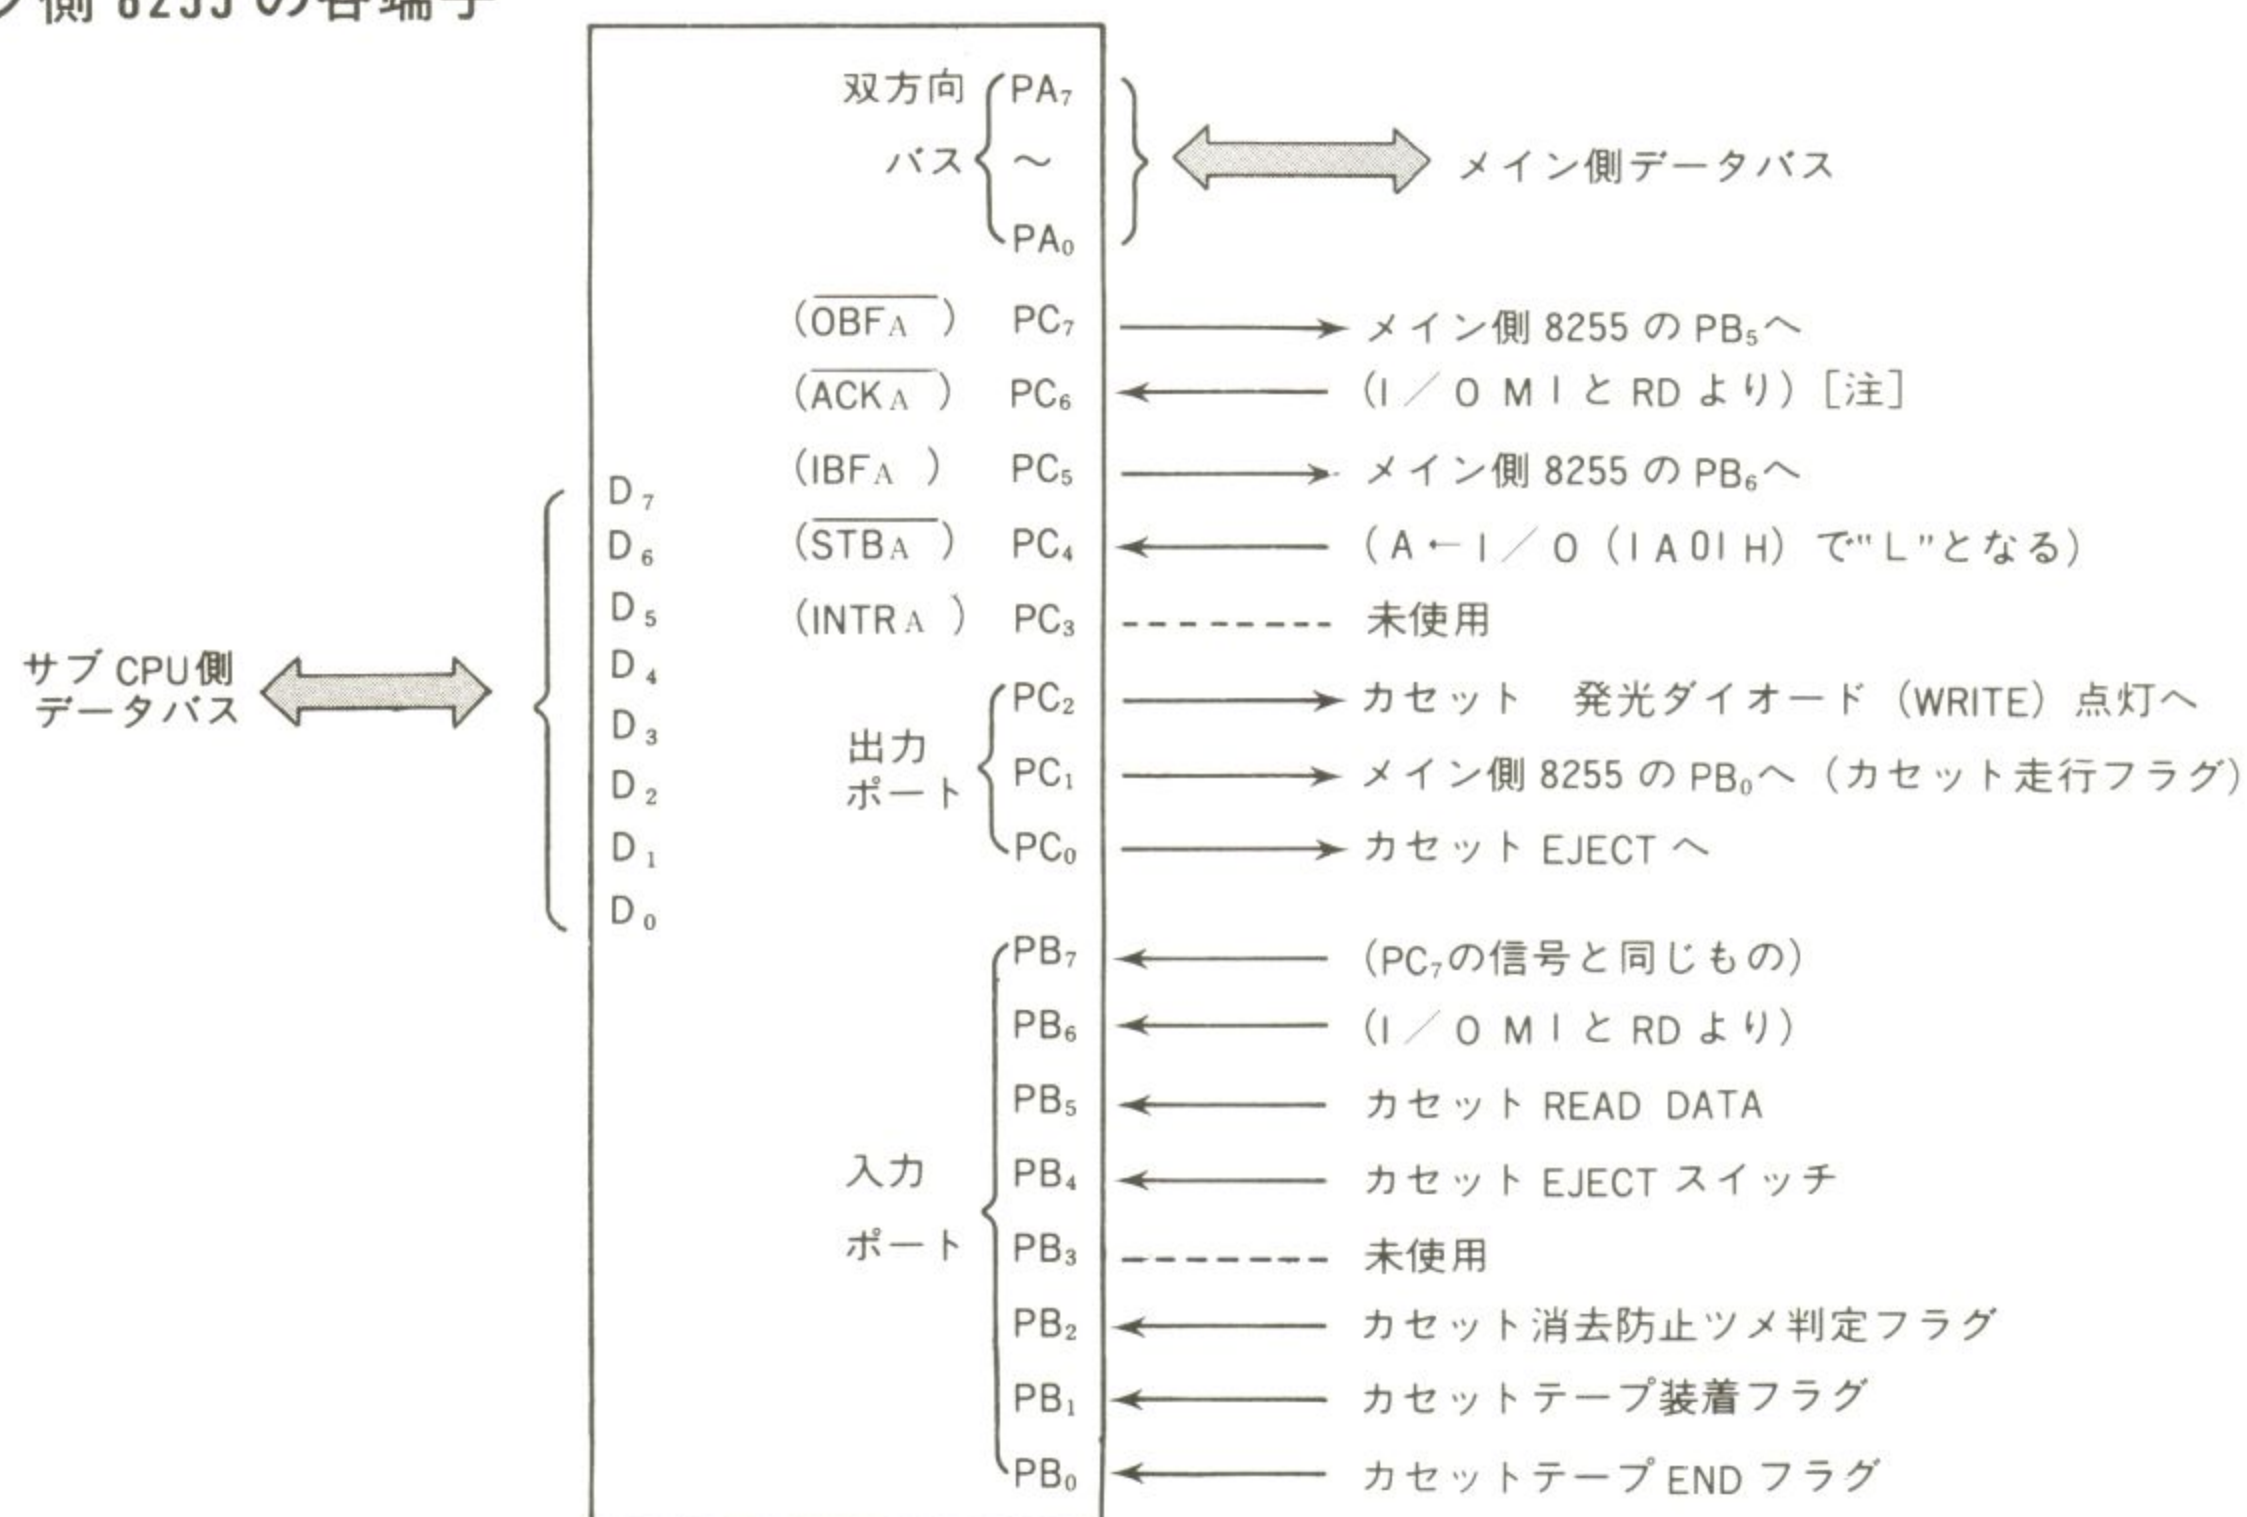 側 8255 の各端子
双方向 PA₇
バス ～
PA₀
メイン側データバス
(OBFA) PC₇ メイン側 8255 の PB₅へ
(ACKA) PC₆ (I／O M I と RD より) [注]
(IBFA) PC₅ メイン側 8255 の PB₆へ
(STBA) PC₄ (A←I／O (IA0IH) で"L"となる)
(INTRA) PC₃ 未使用
出力
ポート
PC₂ カセット 発光ダイオード (WRITE) 点灯へ
PC₁ メイン側 8255 の PB₀へ (カセット走行フラグ)
PC₀ カセット EJECT へ
サブ CPU側
データバス
D₇
D₆
D₅
D₄
D₃
D₂
D₁
D₀
入力
ポート
PB₇ (PC₇の信号と同じもの)
PB₆ (I／O M I と RD より)
PB₅ カセット READ DATA
PB₄ カセット EJECT スイッチ
PB₃ 未使用
PB₂ カセット消去防止ツメ判定フラグ
PB₁ カセットテープ装着フラグ
PB₀ カセットテープ END フラグ